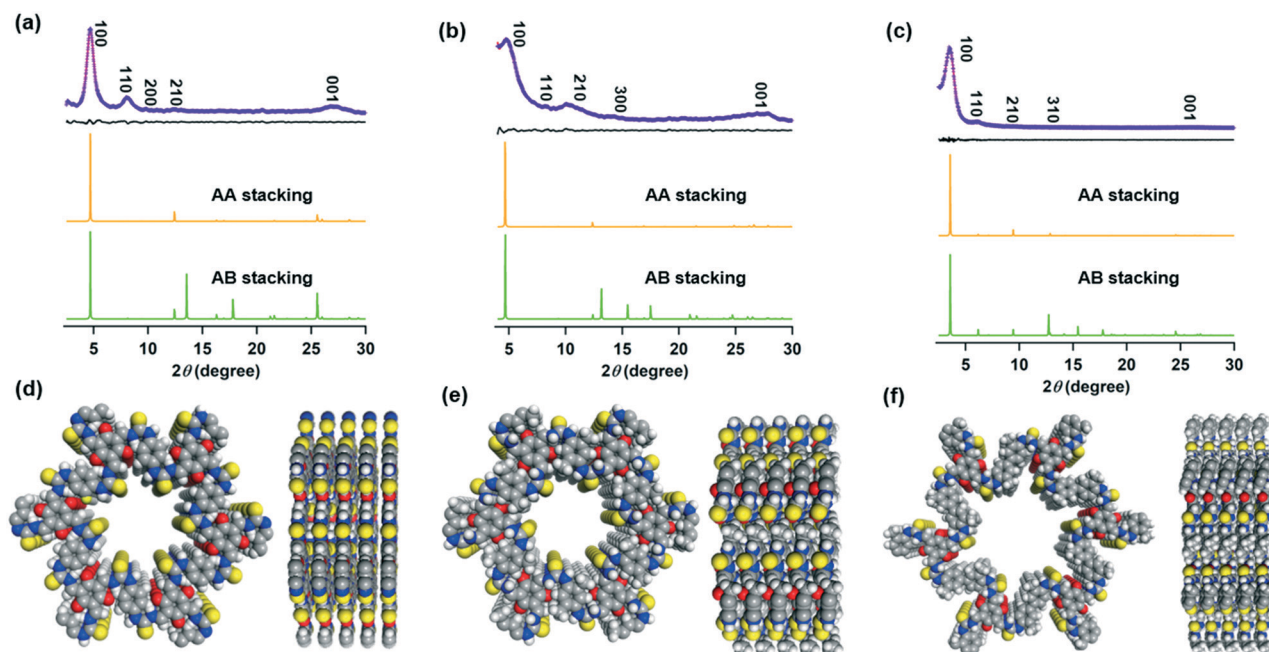 (a)
100
110
200
210
001
AA stacking
AB stacking
5 10 15 20 25 30
2θ (degree)
(b)
100
110
210
300
001
AA stacking
AB stacking
5 10 15 20 25 30
2θ (degree)
(c)
100
110
210
310
001
AA stacking
AB stacking
5 10 15 20 25 30
2θ (degree)
(d)
(e)
(f)